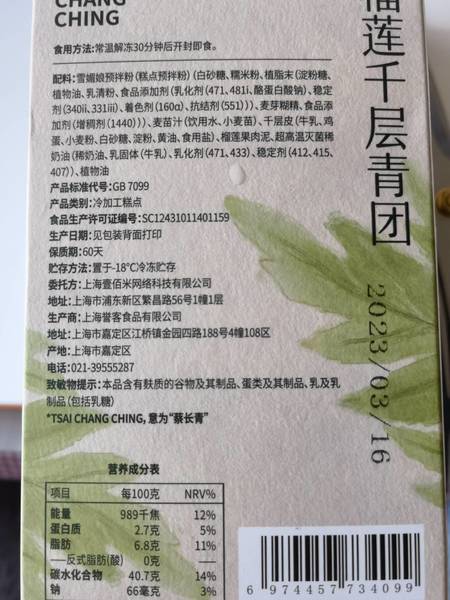 CHANG
CHING
榴莲千层青团
食用方法:常温解冻30分钟后开封即食。
配料:雪媚娘预拌粉(糕点预拌粉)(白砂糖、糯米粉、植脂末(淀粉糖、
植物油、乳清粉、食品添加剂(乳化剂(471、481i、酪蛋白酸钠)、稳定
剂(340ii、331iii)、着色剂(160α)、抗结剂(551)))、麦芽糊精、食品添
加剂(增稠剂(1440)))、麦苗汁(饮用水、小麦苗)、千层皮(牛乳、鸡
蛋、小麦粉、白砂糖、淀粉、黄油、食用盐)、榴莲果肉泥、超高温灭菌稀
奶油(稀奶油、乳固体(牛乳)、乳化剂(471、433)、稳定剂(412、415、
407))、植物油
产品标准代号:GB 7099
产品类别:冷加工糕点
食品生产许可证编号:SC12431011401159
生产日期:见包装背面打印
保质期:60天
贮存方法:置于-18℃冷冻贮存
委托方:上海壹佰米网络科技有限公司
地址:上海市浦东新区繁昌路56号1幢1层
生产商:上海誉客食品有限公司
地址:上海市嘉定区江桥镇金园四路188号4幢108区
产地:上海市嘉定区
电话:021-39555287
致敏物提示:本品含有麸质的谷物及其制品、蛋类及其制品、乳及乳
制品(包括乳糖)
*TSAI CHANG CHING,意为“蔡长青”
2023/03/16
营养成分表
项目 每100克 NRV%
能量 989千焦 12%
蛋白质 2.7克 5%
脂肪 6.8克 11%
——反式脂肪(酸) 0克 ——
碳水化合物 40.7克 14%
钠 66毫克 3%
6 974457 734099